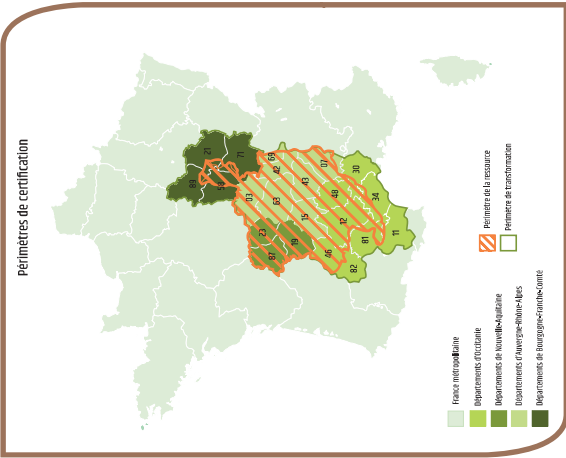 Périmètres de certification
89
21
58
71
03
23
87
63
42
69
19
15
43
07
46
12
48
30
82
81
34
11
France métropolitaine
Départements d'Occitanie
Départements de Nouvelle-Aquitaine
Départements d'Auvergne-Rhône-Alpes
Départements de Bourgogne-Franche-Comté
Périmètre de la ressource
Périmètre de transformation